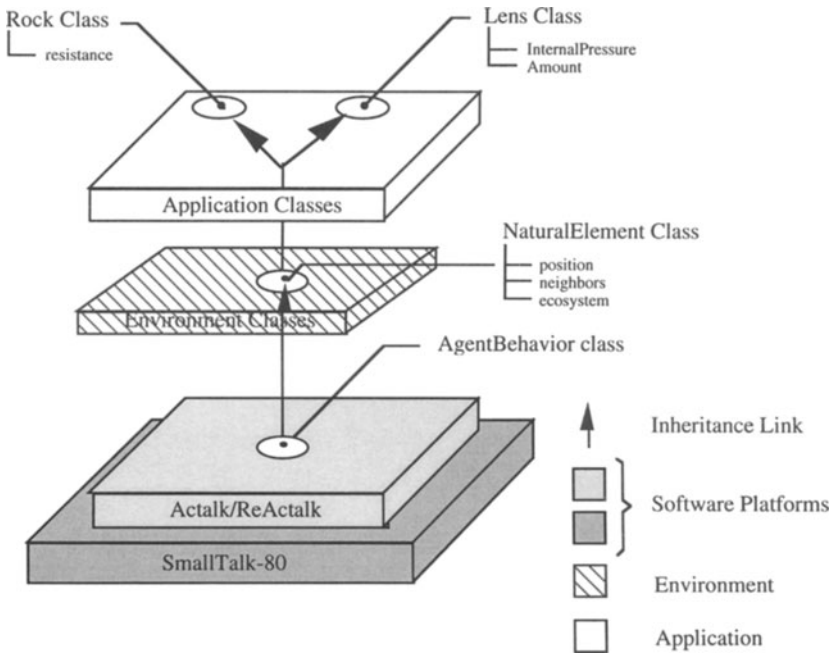 Rock Class
resistance
Lens Class
InternalPressure
Amount
Application Classes
NaturalElement Class
position
neighbors
ecosystem
Environment Classes
AgentBehavior class
Actalk/ReActalk
SmallTalk-80
Inheritance Link
Software Platforms
Environment
Application